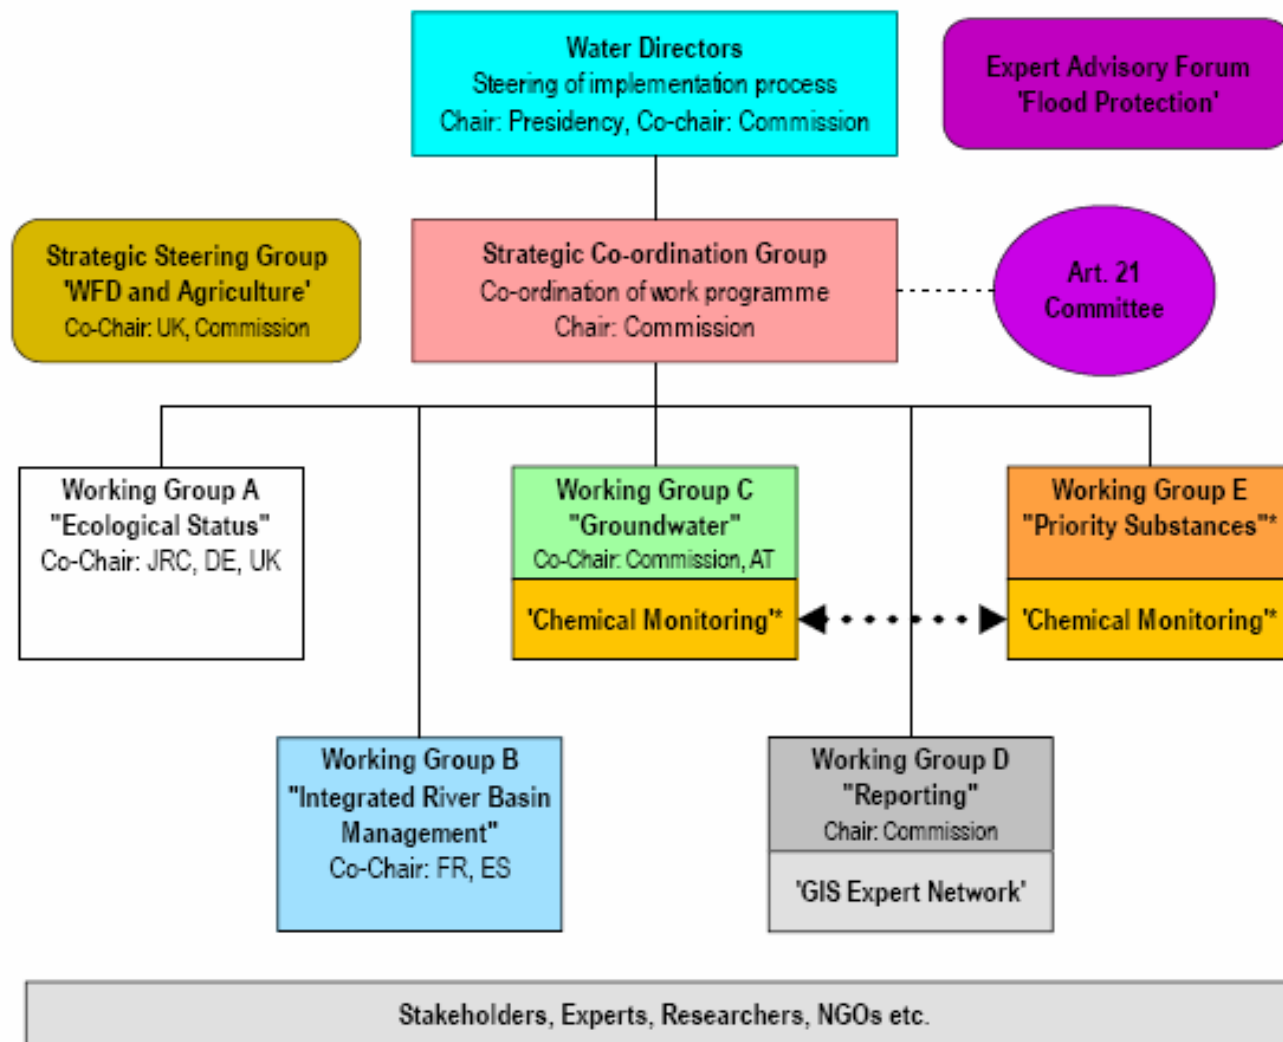 Water Directors
Steering of implementation process
Chair: Presidency, Co-chair: Commission
Expert Advisory Forum
'Flood Protection'
Strategic Steering Group
'WFD and Agriculture'
Co-Chair: UK, Commission
Strategic Co-ordination Group
Co-ordination of work programme
Chair: Commission
Art. 21
Committee
Working Group A
"Ecological Status"
Co-Chair: JRC, DE, UK
Working Group C
"Groundwater"
Co-Chair: Commission, AT
'Chemical Monitoring'*
Working Group E
"Priority Substances"*
'Chemical Monitoring'*
Working Group B
"Integrated River Basin
Management"
Co-Chair: FR, ES
Working Group D
"Reporting"
Chair: Commission
'GIS Expert Network'
Stakeholders, Experts, Researchers, NGOs etc.